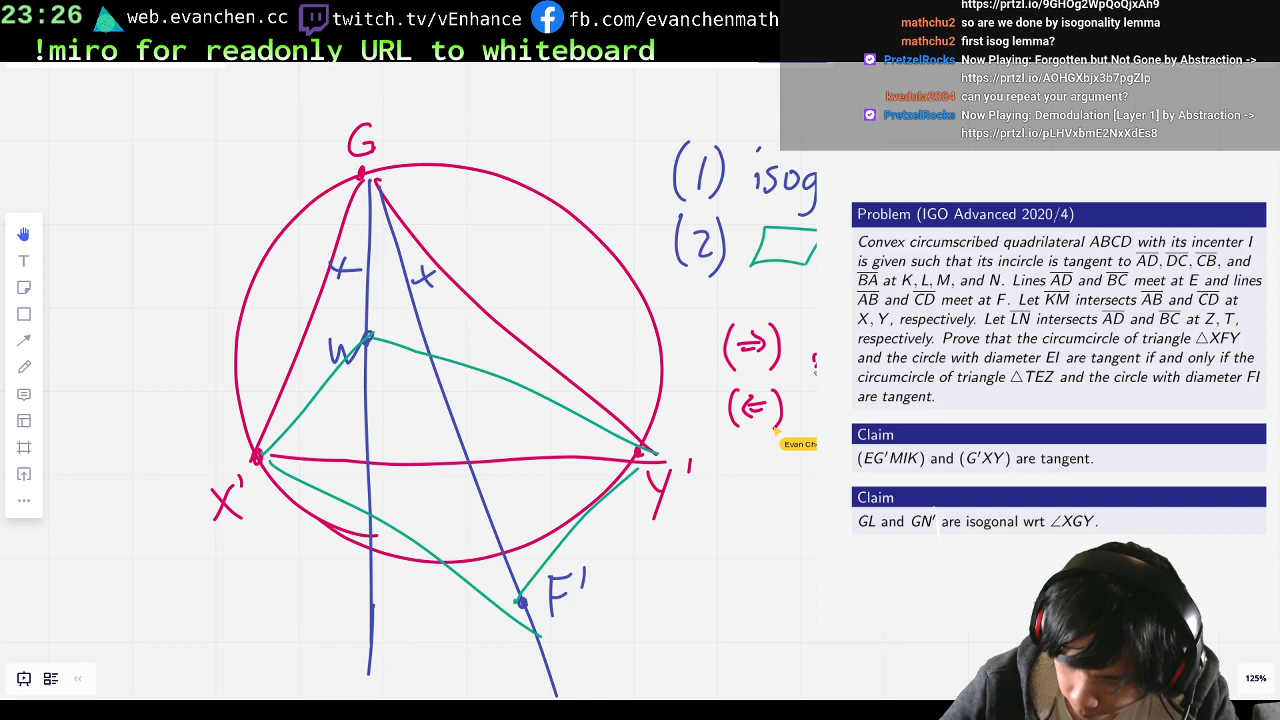 23:26
web.evanchen.cc
twitch.tv/vEnhance
fb.com/evanchenmath
!miro for readonly URL to whiteboard
https://prtzl.io/9GHOg2WpQoQjxAh9
mathchu2 so are we done by isogonality lemma
mathchu2 first isog lemma?
PretzelRocks Now Playing: Forgotten but Not Gone by Abstraction ->
https://prtzl.io/AOHGXbjx3b7pgZlp
kvedula2004 can you repeat your argument?
PretzelRocks Now Playing: Demodulation [Layer 1] by Abstraction ->
https://prtzl.io/pLHVxbmE2NxXdEs8
G
W
X'
Y'
F'
(1) isog
(2)
(⇒)
(⇐)
Evan Che
Problem (IGO Advanced 2020/4)
Convex circumscribed quadrilateral ABCD with its incenter I
is given such that its incircle is tangent to AD, DC, CB, and
BA at K, L, M, and N. Lines AD and BC meet at E and lines
AB and CD meet at F. Let KM intersects AB and CD at
X, Y, respectively. Let LN intersects AD and BC at Z, T,
respectively. Prove that the circumcircle of triangle △XFY
and the circle with diameter EI are tangent if and only if the
circumcircle of triangle △TEZ and the circle with diameter FI
are tangent.
Claim
(EG'MIK) and (G'XY) are tangent.
Claim
GL and GN' are isogonal wrt ∠XGY.
125%